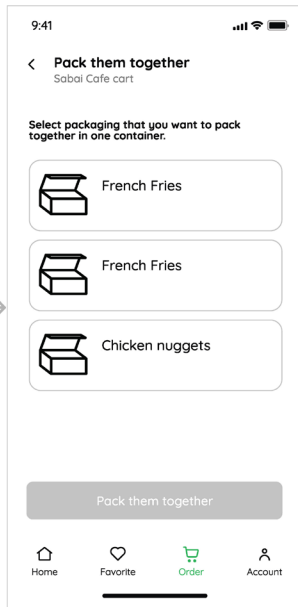 9:41
Pack them together
Sabai Cafe cart
Select packaging that you want to pack
together in one container.
French Fries
French Fries
Chicken nuggets
Pack them together
Home Favorite Order Account